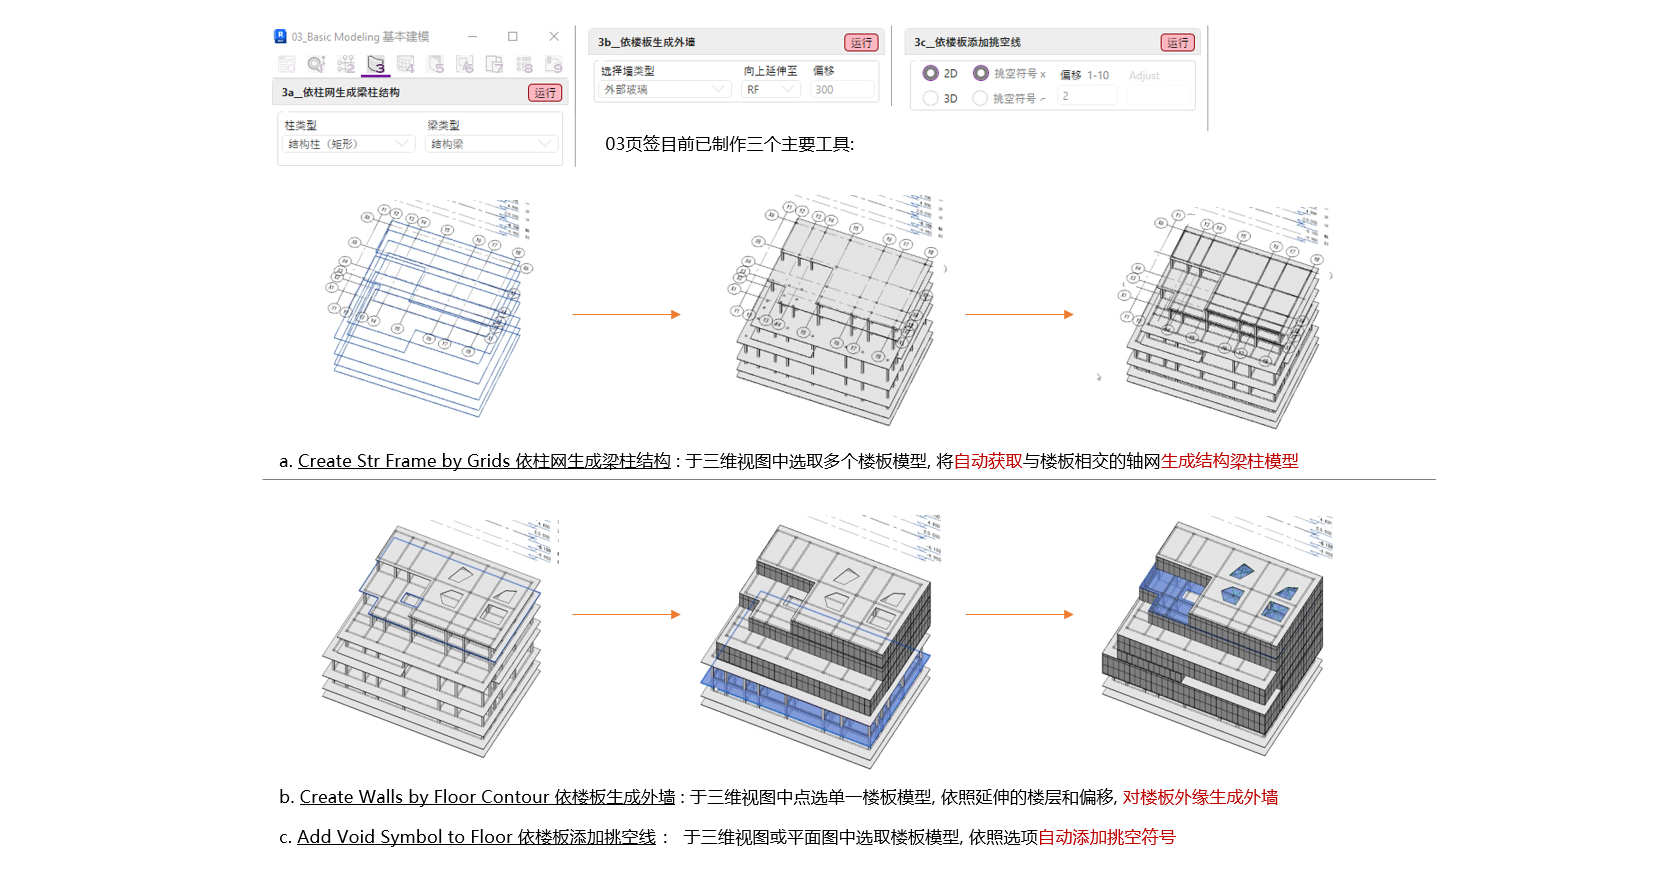 03_Basic Modeling 基本建模
2 3 4 5 6 7 8 9
3a__依柱网生成梁柱结构 运行
柱类型 梁类型
结构柱（矩形） 结构梁
3b__依楼板生成外墙 运行
选择墙类型 向上延伸至 偏移
外部玻璃 RF 300
3c__依楼板添加挑空线 运行
2D 挑空符号 x 偏移 1-10 Adjust
3D 挑空符号 2
03页签目前已制作三个主要工具:
a. Create Str Frame by Grids 依柱网生成梁柱结构 : 于三维视图中选取多个楼板模型, 将自动获取与楼板相交的轴网生成结构梁柱模型
b. Create Walls by Floor Contour 依楼板生成外墙 : 于三维视图中点选单一楼板模型, 依照延伸的楼层和偏移, 对楼板外缘生成外墙
c. Add Void Symbol to Floor 依楼板添加挑空线 : 于三维视图或平面图中选取楼板模型, 依照选项自动添加挑空符号